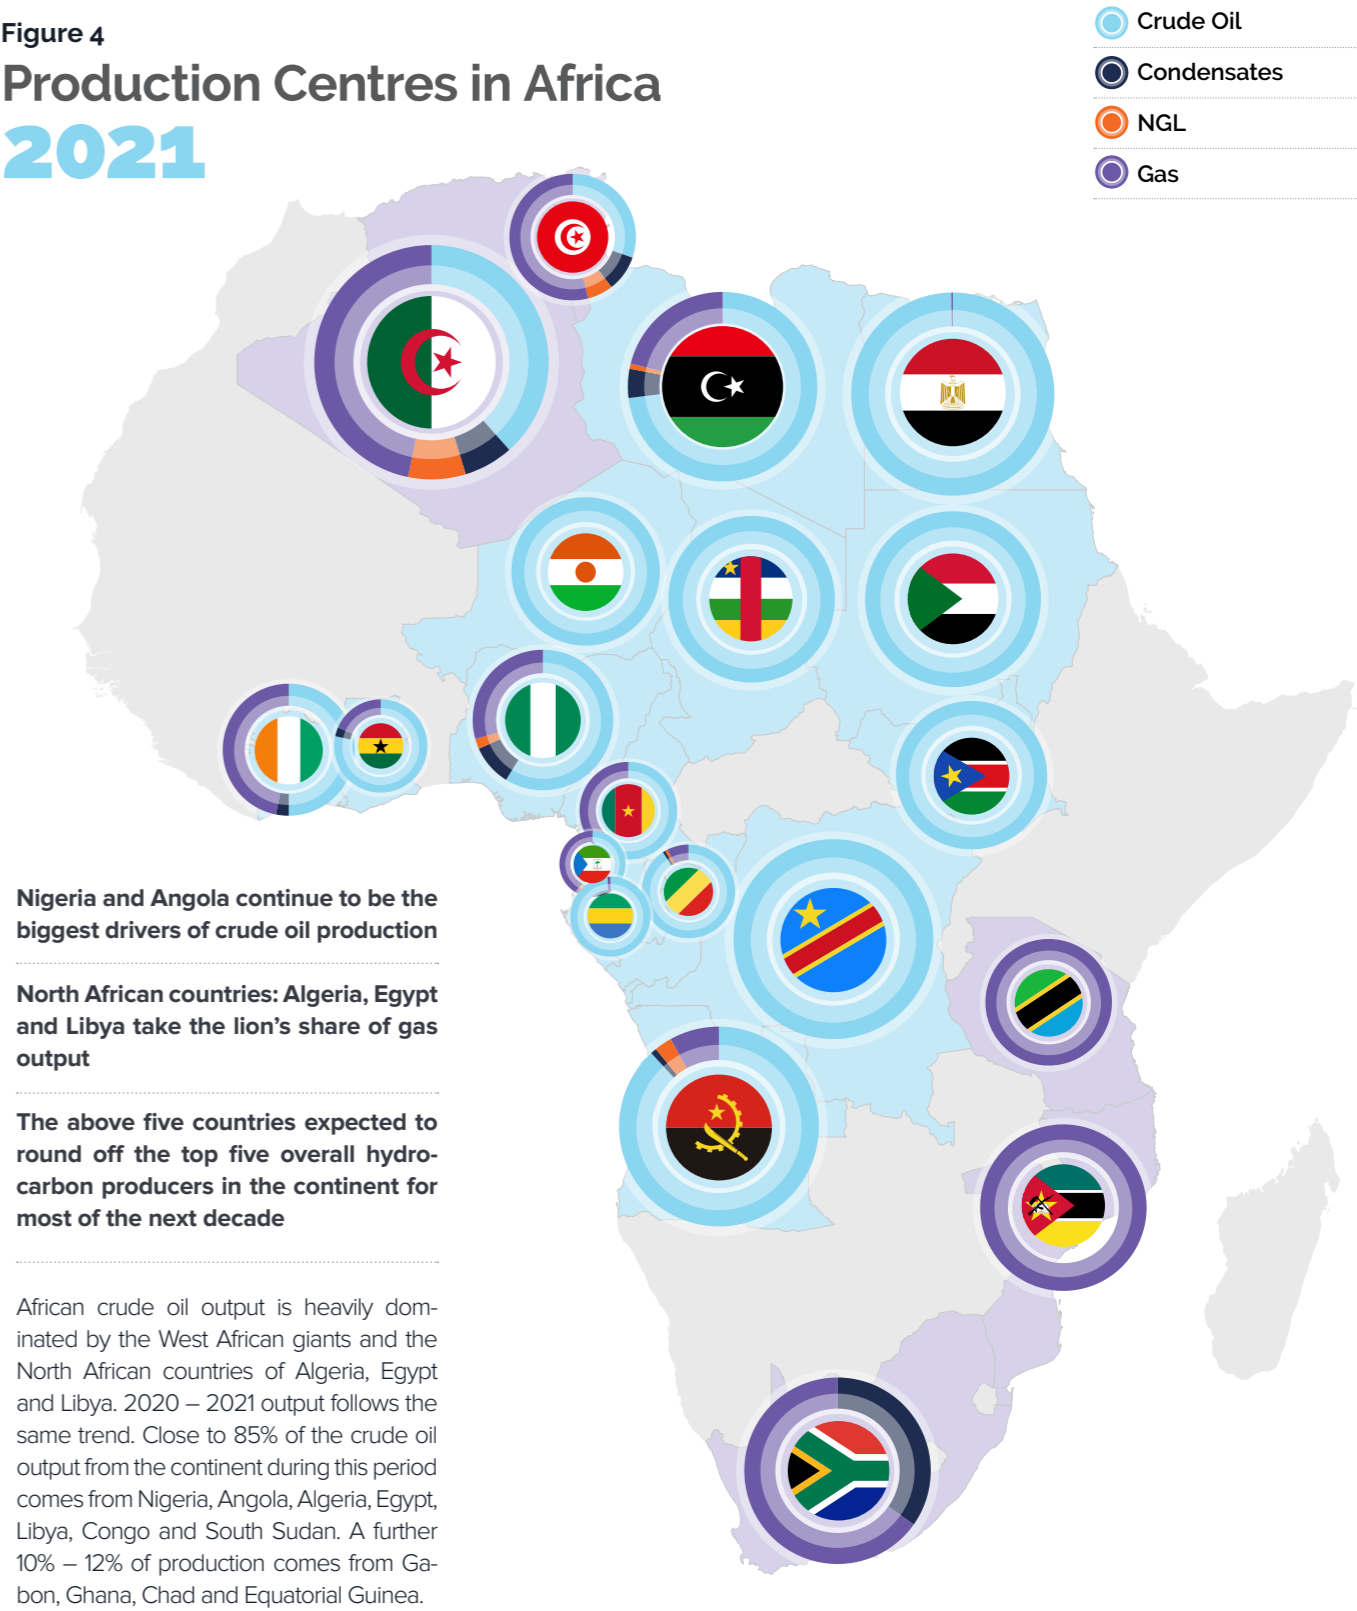 Figure 4
Production Centres in Africa
2021
Crude Oil
Condensates
NGL
Gas
Nigeria and Angola continue to be the
biggest drivers of crude oil production
North African countries: Algeria, Egypt
and Libya take the lion’s share of gas
output
The above five countries expected to
round off the top five overall hydro-
carbon producers in the continent for
most of the next decade
African crude oil output is heavily dom-
inated by the West African giants and the
North African countries of Algeria, Egypt
and Libya. 2020 – 2021 output follows the
same trend. Close to 85% of the crude oil
output from the continent during this period
comes from Nigeria, Angola, Algeria, Egypt,
Libya, Congo and South Sudan. A further
10% – 12% of production comes from Ga-
bon, Ghana, Chad and Equatorial Guinea.